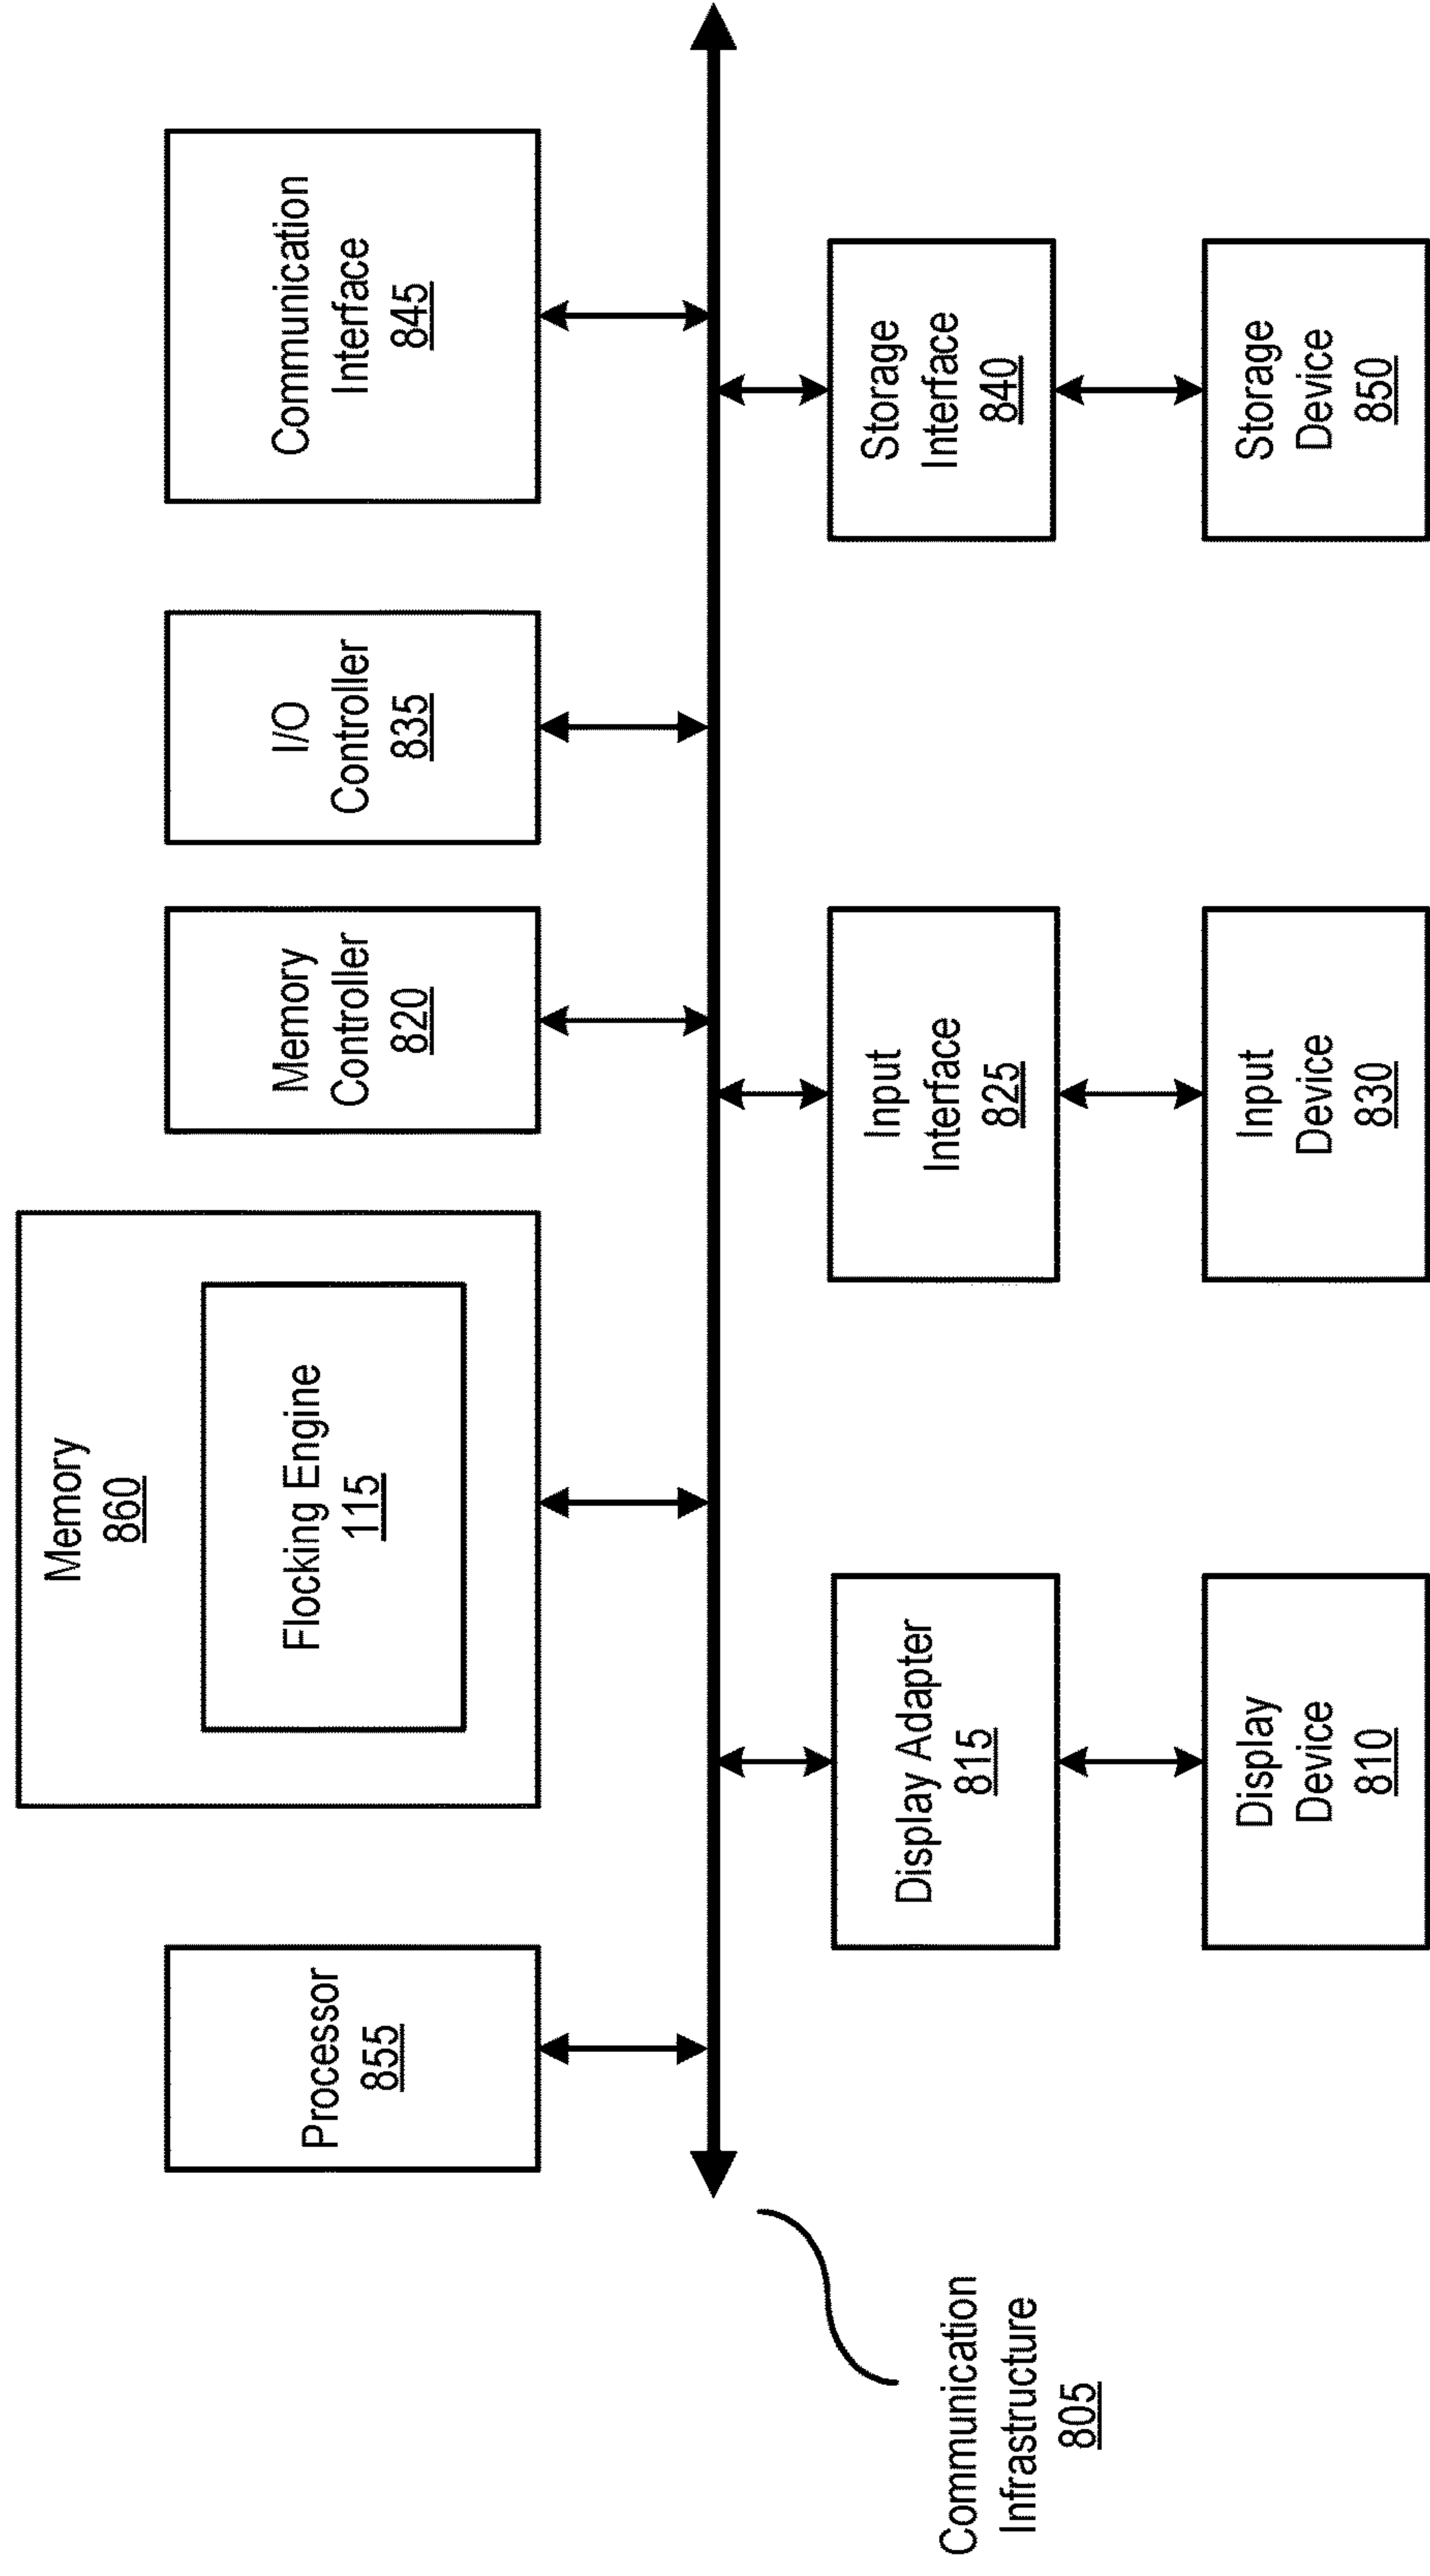 Processor
855
Memory
860
Flocking Engine
115
Memory
Controller
820
I/O
Controller
835
Communication
Interface
845
Communication
Infrastructure
805
Display Adapter
815
Input
Interface
825
Storage
Interface
840
Display
Device
810
Input
Device
830
Storage
Device
850